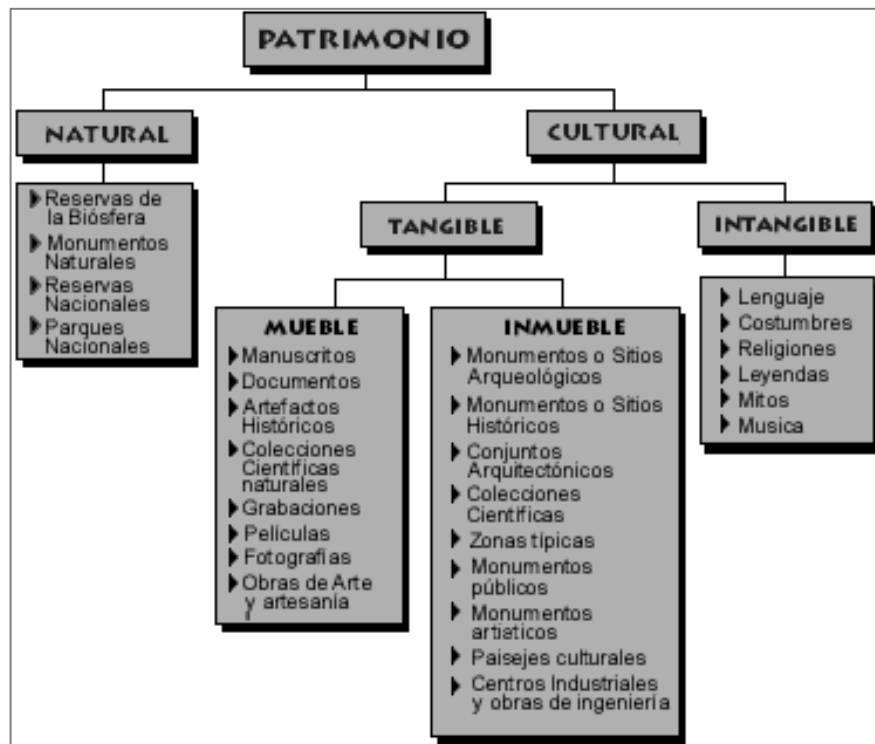 PATRIMONIO
NATURAL
CULTURAL
Reservas de
la Biósfera
Monumentos
Naturales
Reservas
Nacionales
Parques
Nacionales
TANGIBLE
INTANGIBLE
MUEBLE
Manuscritos
Documentos
Artefactos
Históricos
Colecciones
Científicas
naturales
Grabaciones
Películas
Fotografías
Obras de Arte
y artesanía
INMUEBLE
Monumentos o Sitios
Arqueológicos
Monumentos o Sitios
Históricos
Conjuntos
Arquitectónicos
Colecciones
Científicas
Zonas típicas
Monumentos
públicos
Monumentos
artiaticos
Paisejes culturales
Centros Industriales
y obras de ingeniería
Lenguaje
Costumbres
Religiones
Leyendas
Mitos
Musica